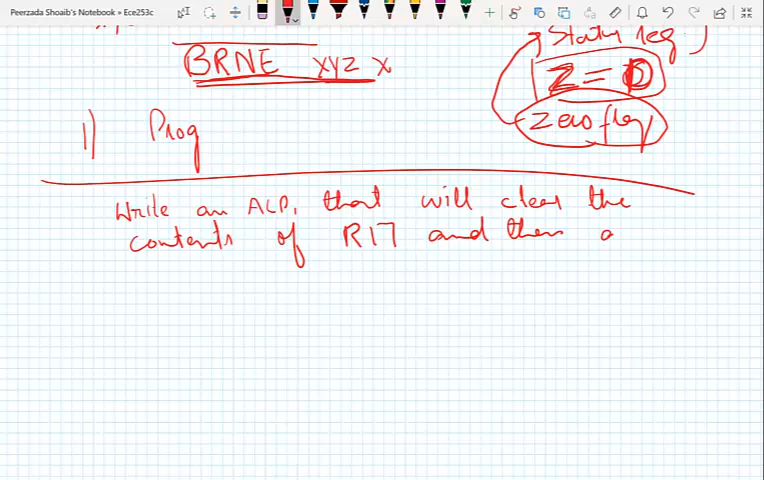 Peerzada Shoaib's Notebook » Ece253c
Status reg
BRNE XYZ
Z = 0
Zero flag
1) Prog
Write an ALP, that will clear the
contents of R17 and then a